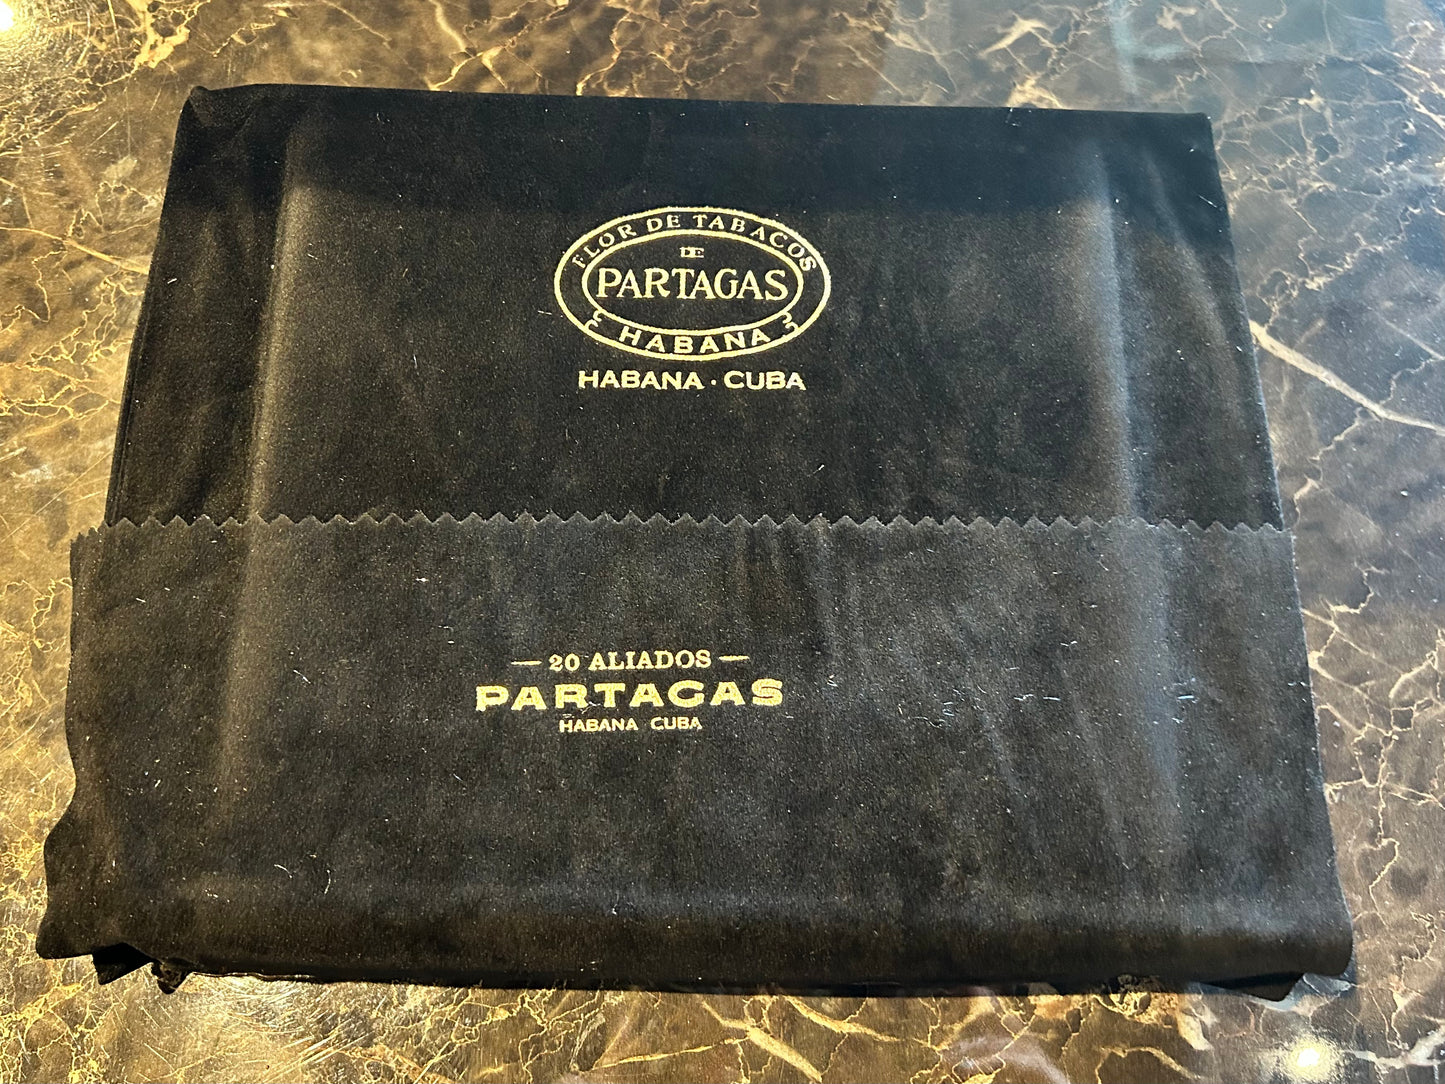 FLOR DE TABACOS
DE
PARTAGAS
HABANA
HABANA · CUBA
— 20 ALIADOS —
PARTAGAS
HABANA CUBA